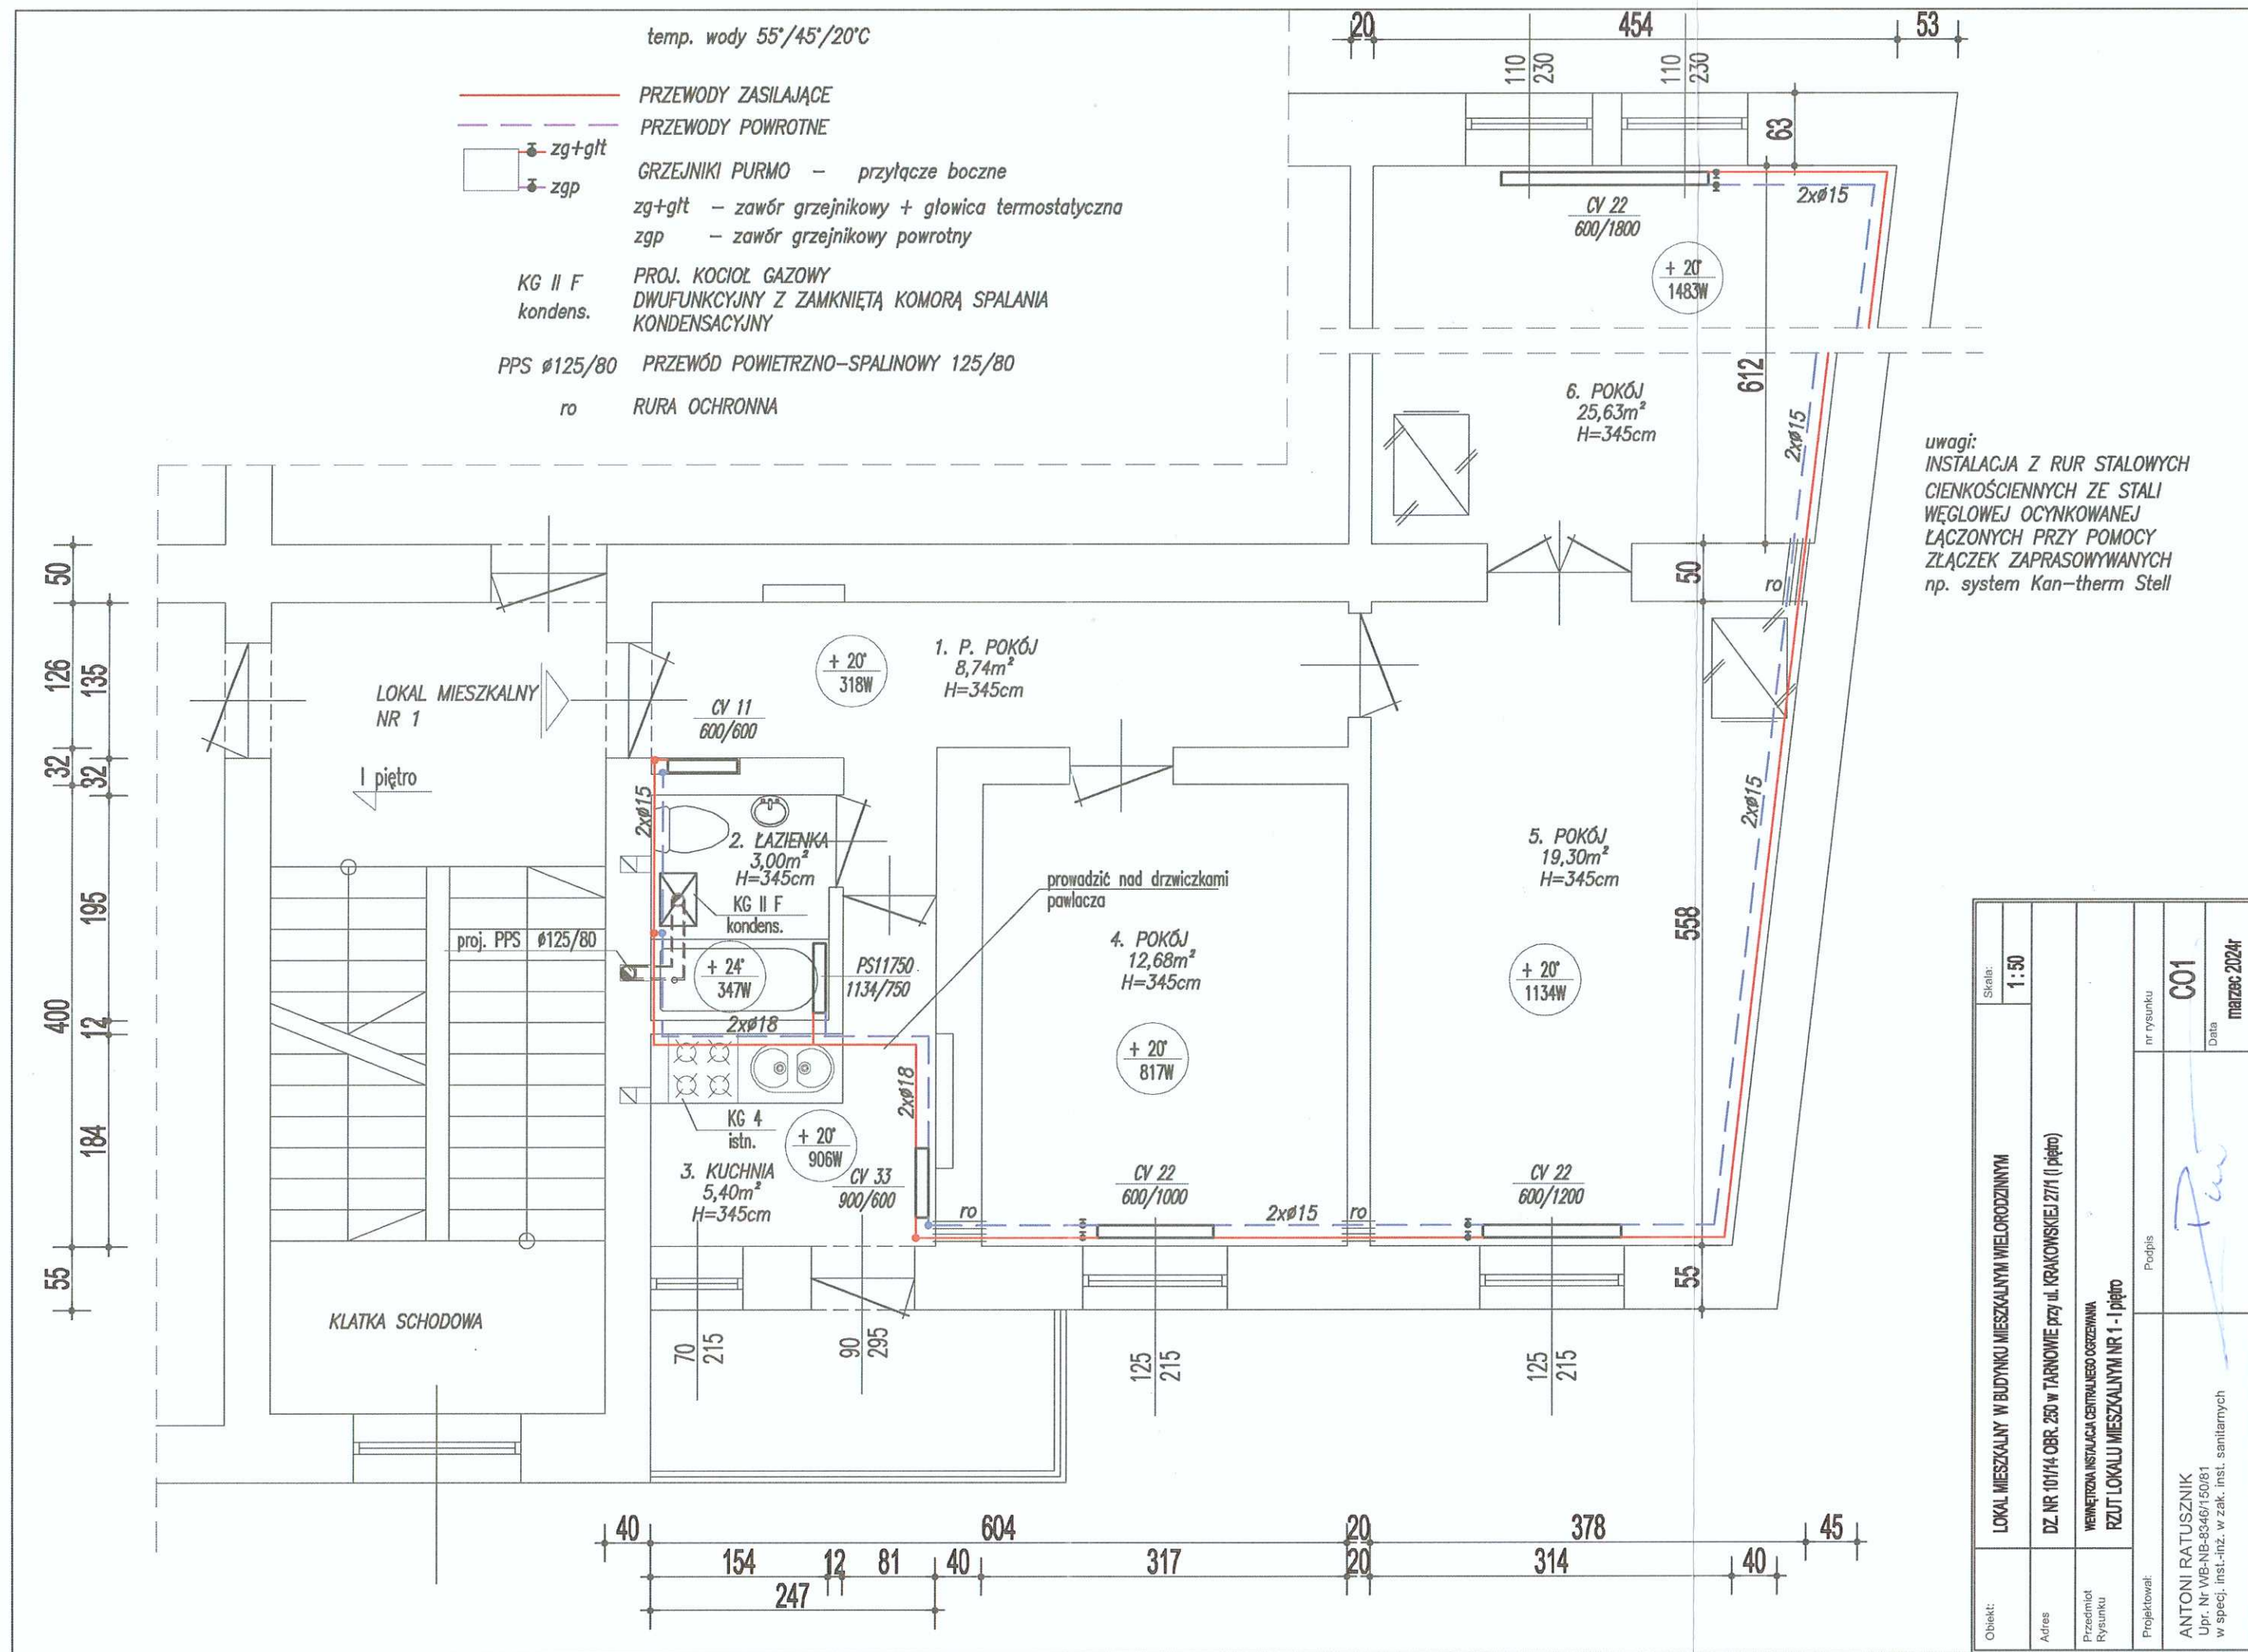 temp. wody 55°/45°/20°C
PRZEWODY ZASILAJĄCE
PRZEWODY POWROTNE
zg+głt
zgp
GRZEJNIKI PURMO – przyłącze boczne
zg+głt – zawór grzejnikowy + głowica termostatyczna
zgp – zawór grzejnikowy powrotny
KG II F
kondens.
PROJ. KOCIOŁ GAZOWY
DWUFUNKCYJNY Z ZAMKNIĘTĄ KOMORĄ SPALANIA
KONDENSACYJNY
PPS ø125/80 PRZEWÓD POWIETRZNO-SPALINOWY 125/80
ro RURA OCHRONNA
20
454
53
110
230
110
230
63
2xø15
CV 22
600/1800
+ 20°
1483W
612
6. POKÓJ
25,63m²
H=345cm
2xø15
50
ro
uwagi:
INSTALACJA Z RUR STALOWYCH
CIENKOŚCIENNYCH ZE STALI
WĘGLOWEJ OCYNKOWANEJ
ŁĄCZONYCH PRZY POMOCY
ZŁĄCZEK ZAPRASOWYWANYCH
np. system Kan-therm Stell
50
126
135
32
32
195
400
12
184
55
LOKAL MIESZKALNY
NR 1
I piętro
+ 20°
318W
1. P. POKÓJ
8,74m²
H=345cm
CV 11
600/600
2xø15
2. ŁAZIENKA
3,00m²
H=345cm
KG II F
kondens.
proj. PPS ø125/80
+ 24°
347W
PS11750
1134/750
prowadzić nad drzwiczkami
pawlacza
2xø18
2xø18
KG 4
istn.
+ 20°
906W
3. KUCHNIA
5,40m²
H=345cm
CV 33
900/600
ro
4. POKÓJ
12,68m²
H=345cm
+ 20°
817W
CV 22
600/1000
2xø15
ro
5. POKÓJ
19,30m²
H=345cm
+ 20°
1134W
CV 22
600/1200
2xø15
558
55
KLATKA SCHODOWA
70
215
90
295
125
215
125
215
40
604
20
378
45
154
12
81
40
317
20
314
40
247
Obiekt:
LOKAL MIESZKALNY W BUDYNKU MIESZKALNYM WIELORODZINNYM
Skala:
1:50
Adres
DZ. NR 101/14 OBR. 250 w TARNOWIE przy ul. KRAKOWSKIEJ 27/1 (I piętro)
Przedmiot
Rysunku
WEWNĘTRZNA INSTALACJA CENTRALNEGO OGRZEWANIA
RZUT LOKALU MIESZKALNYM NR 1 - I piętro
Projektował:
Podpis
nr rysunku
CO1
Data
marzec 2024r
ANTONI RATUSZNIK
Upr. Nr WB-NB-8346/150/81
w specj. inst.-inż. w zak. inst. sanitarnych